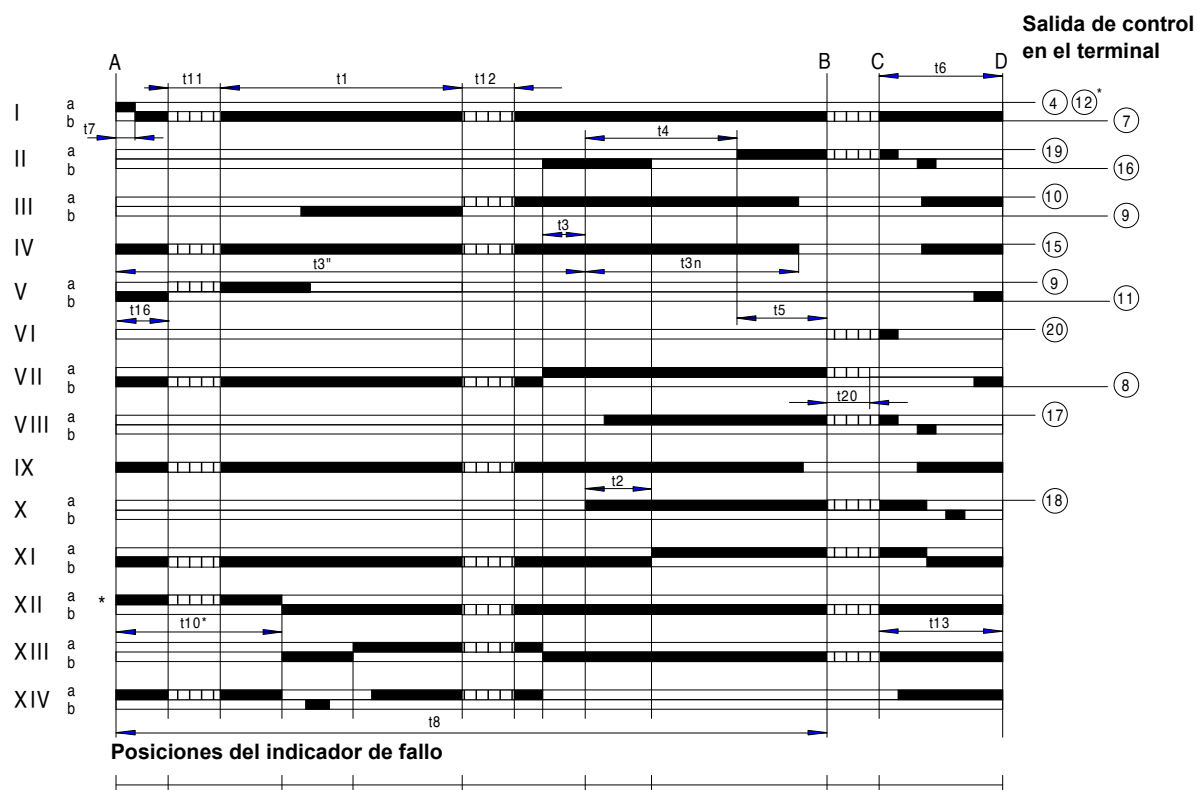 Salida de control
en el terminal
A B C D
t11 t1 t12 t6
I a b 4 12 * 7
t7 t4
II a b 19 16
III a b 10 9
t3
IV 15
t3" t3n
V a b 9 11
t16 t5
VI 20
VII a b 8
t20
VIII a b 17
IX
t2
X a b 18
XI a b
XII a b *
t10* t13
XIII a b
XIV a b
t8
Posiciones del indicador de fallo